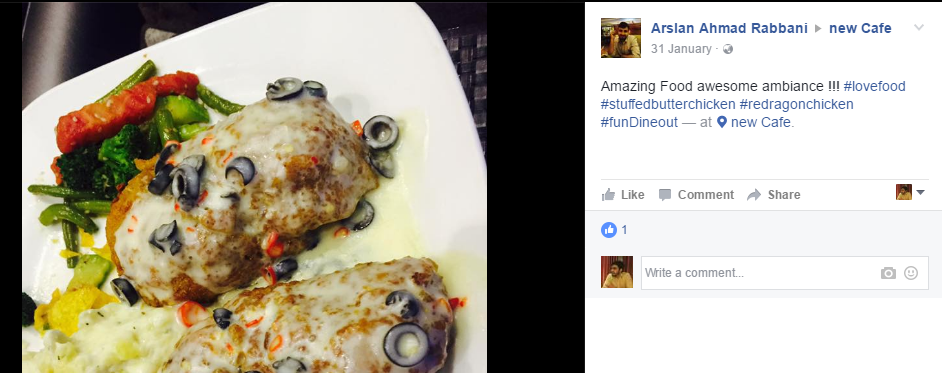 Arslan Ahmad Rabbani ▸ new Cafe
31 January ·
Amazing Food awesome ambiance !!! #lovefood
#stuffedbutterchicken #redragonchicken
#funDineout — at new Cafe.
Like Comment Share
1
Write a comment...